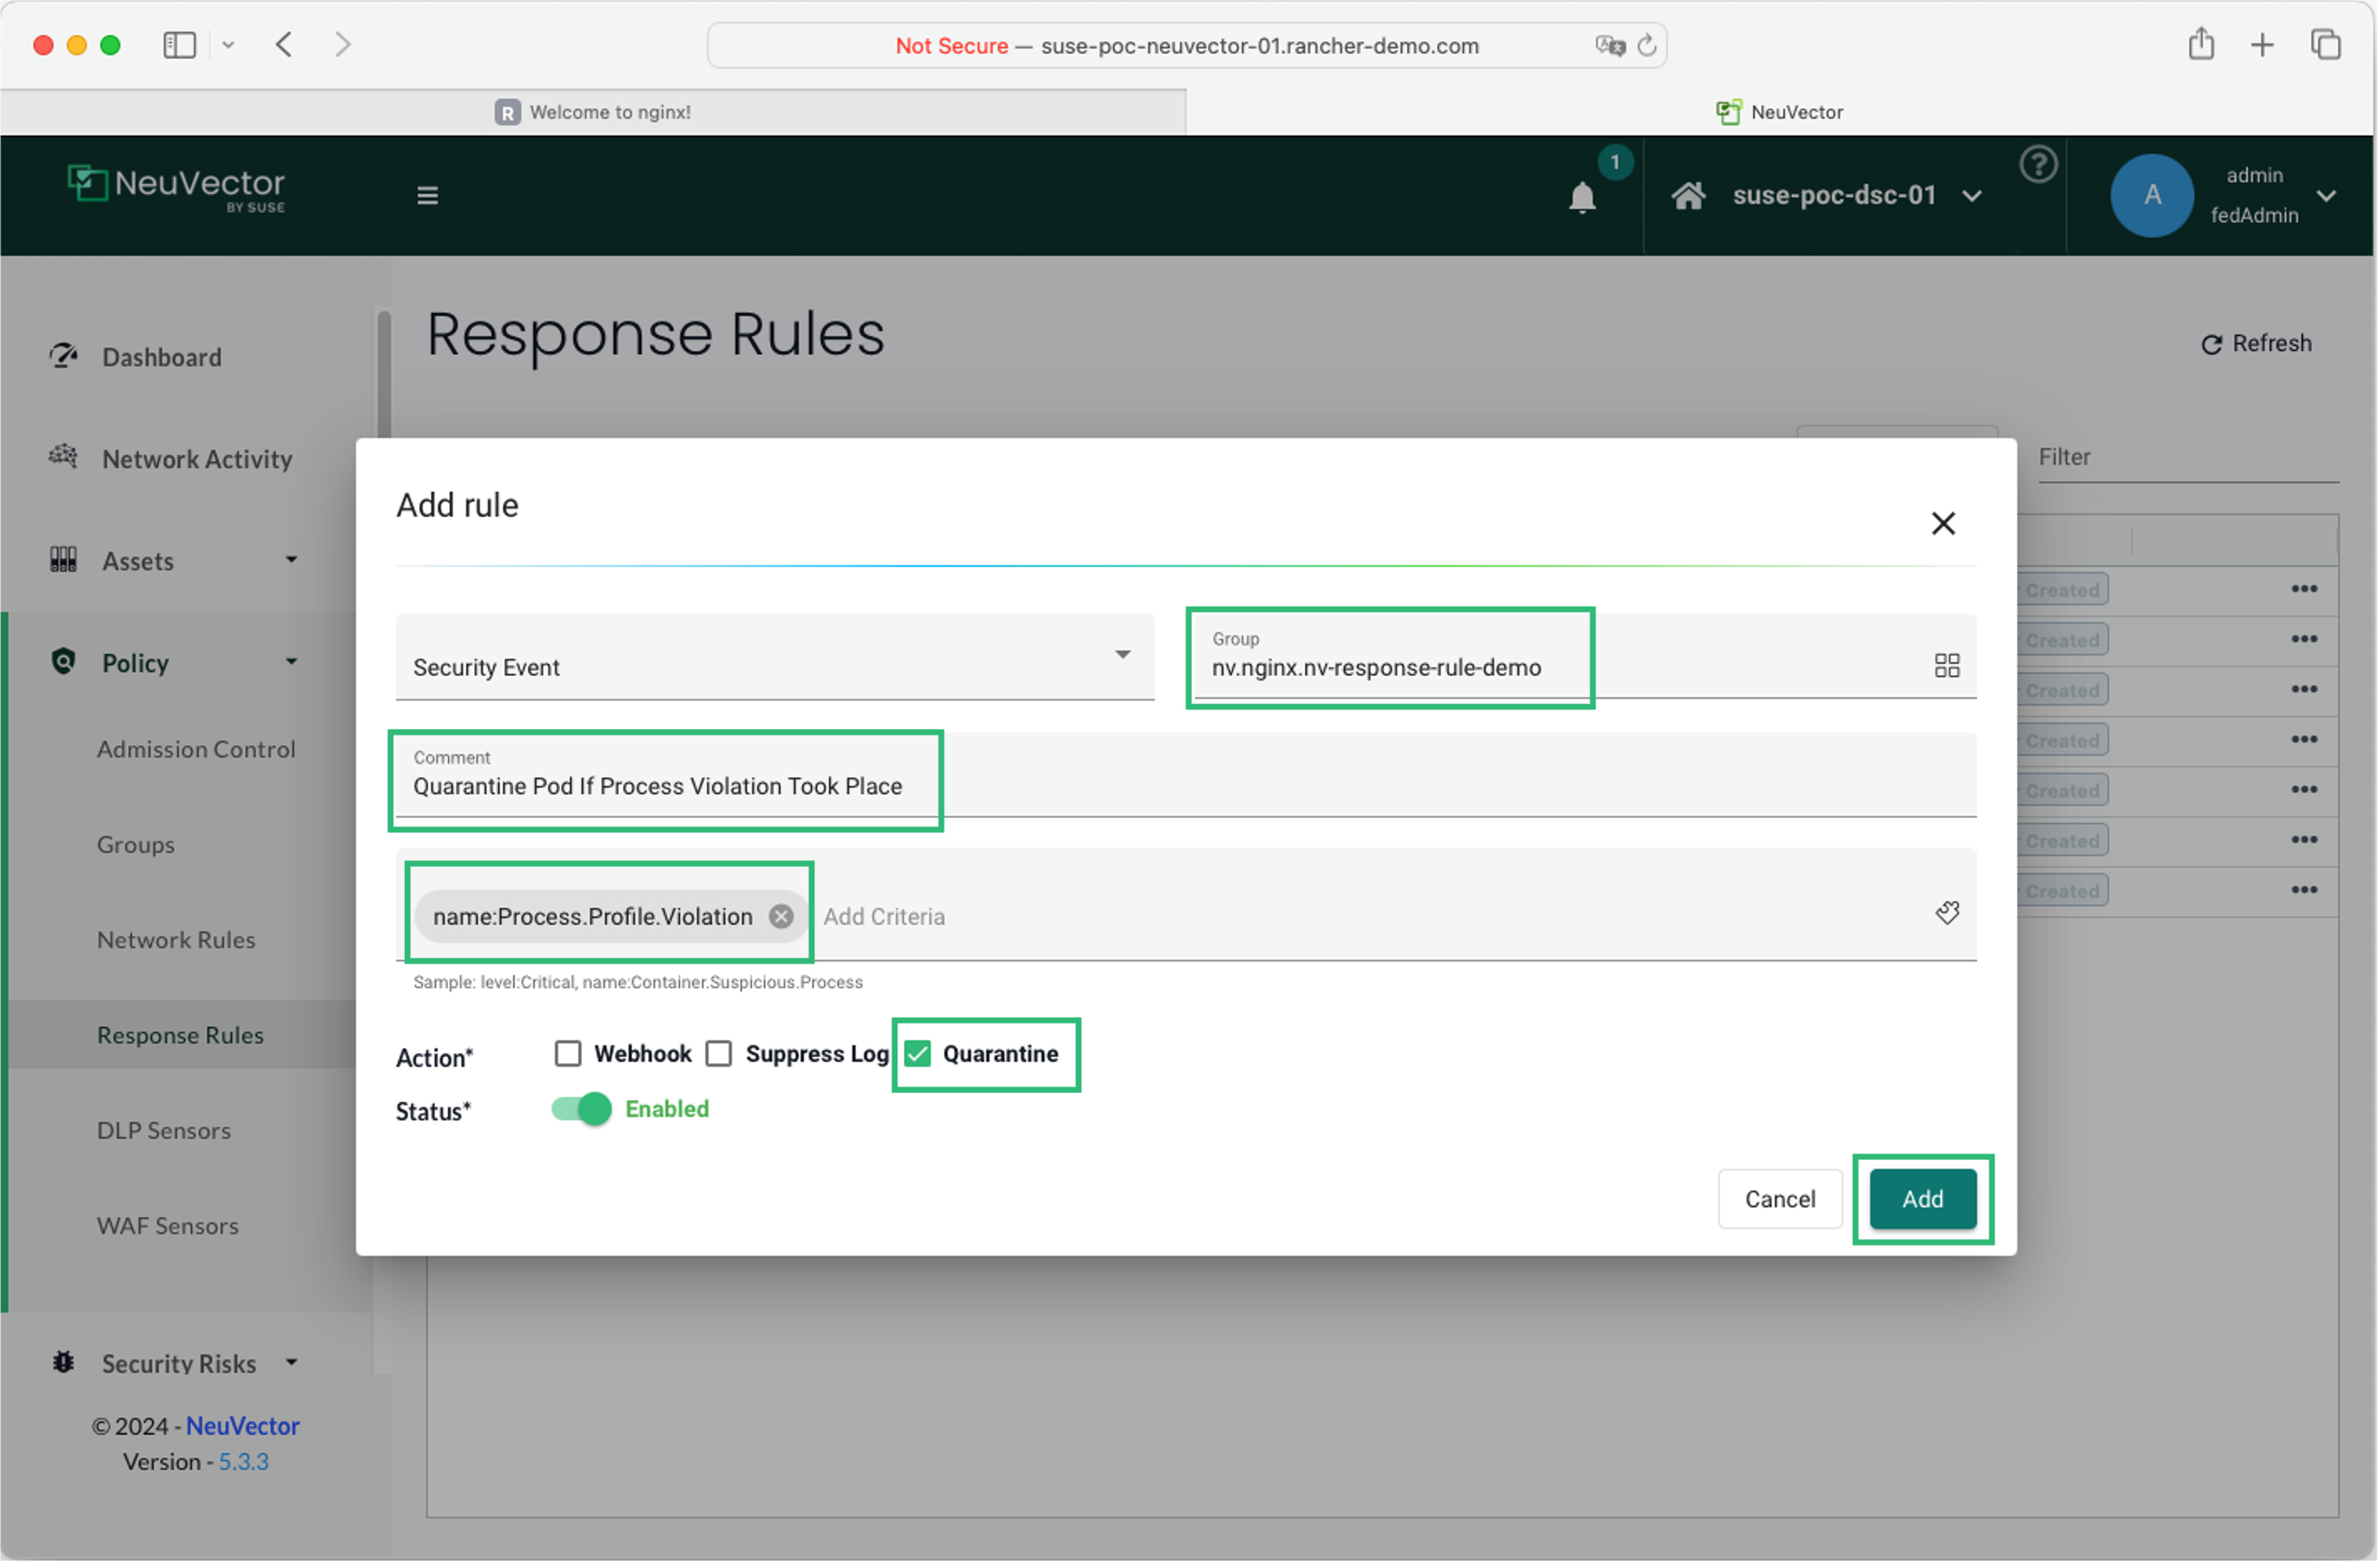 Not Secure — suse-poc-neuvector-01.rancher-demo.com
R Welcome to nginx!
NeuVector
NeuVector
BY SUSE
1
suse-poc-dsc-01
?
A
admin
fedAdmin
Response Rules
Refresh
Filter
Dashboard
Network Activity
Assets
Policy
Admission Control
Groups
Network Rules
Response Rules
DLP Sensors
WAF Sensors
Security Risks
© 2024 - NeuVector
Version - 5.3.3
Add rule
Security Event
Group
nv.nginx.nv-response-rule-demo
Comment
Quarantine Pod If Process Violation Took Place
name:Process.Profile.Violation
Add Criteria
Sample: level:Critical, name:Container.Suspicious.Process
Action*
Webhook
Suppress Log
Quarantine
Status*
Enabled
Cancel
Add
Created
Created
Created
Created
Created
Created
Created